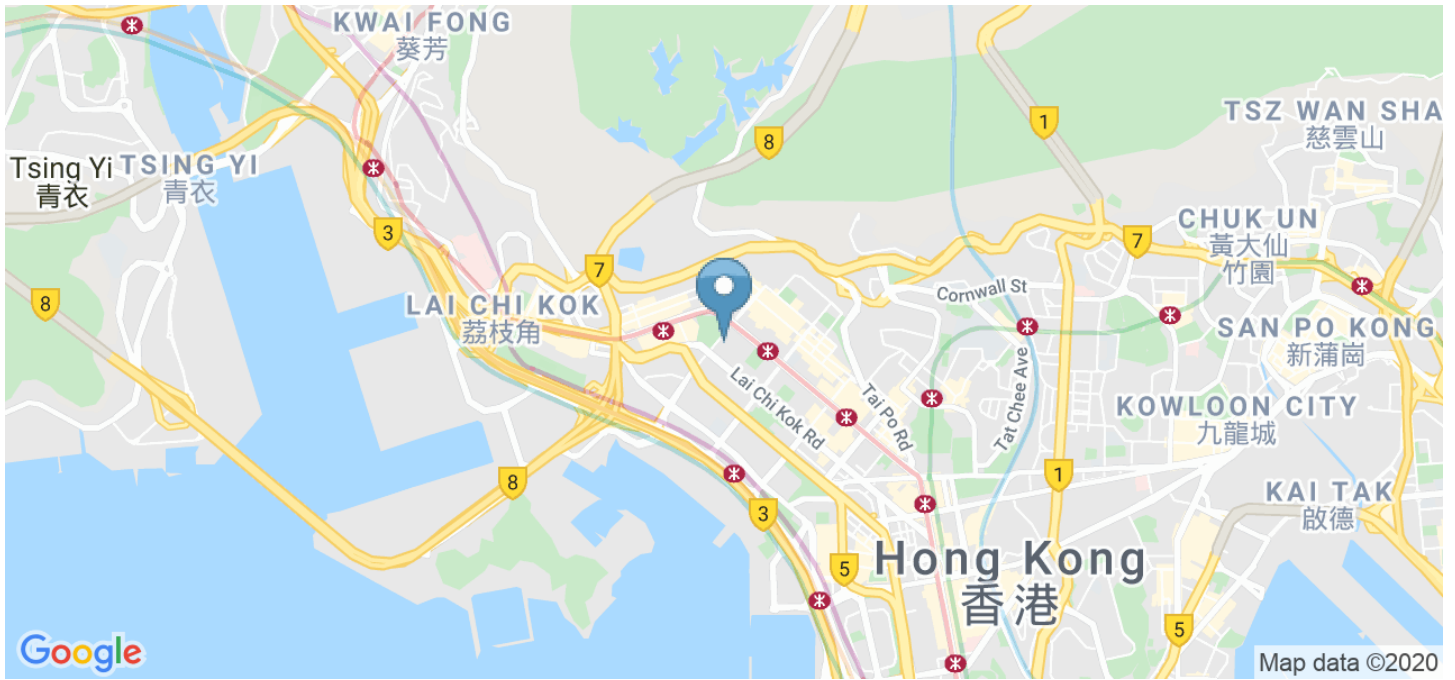 KWAI FONG
葵芳
8
1
TSZ WAN SHA
慈雲山
Tsing Yi
青衣
TSING YI
青衣
3
CHUK UN
黃大仙
竹園
7
7
8
Cornwall St
LAI CHI KOK
荔枝角
SAN PO KONG
新蒲崗
Lai Chi Kok Rd
Tai Po Rd
Tat Chee Ave
KOWLOON CITY
九龍城
8
1
KAI TAK
啟德
3
Hong Kong
香港
5
5
Google
Map data ©2020